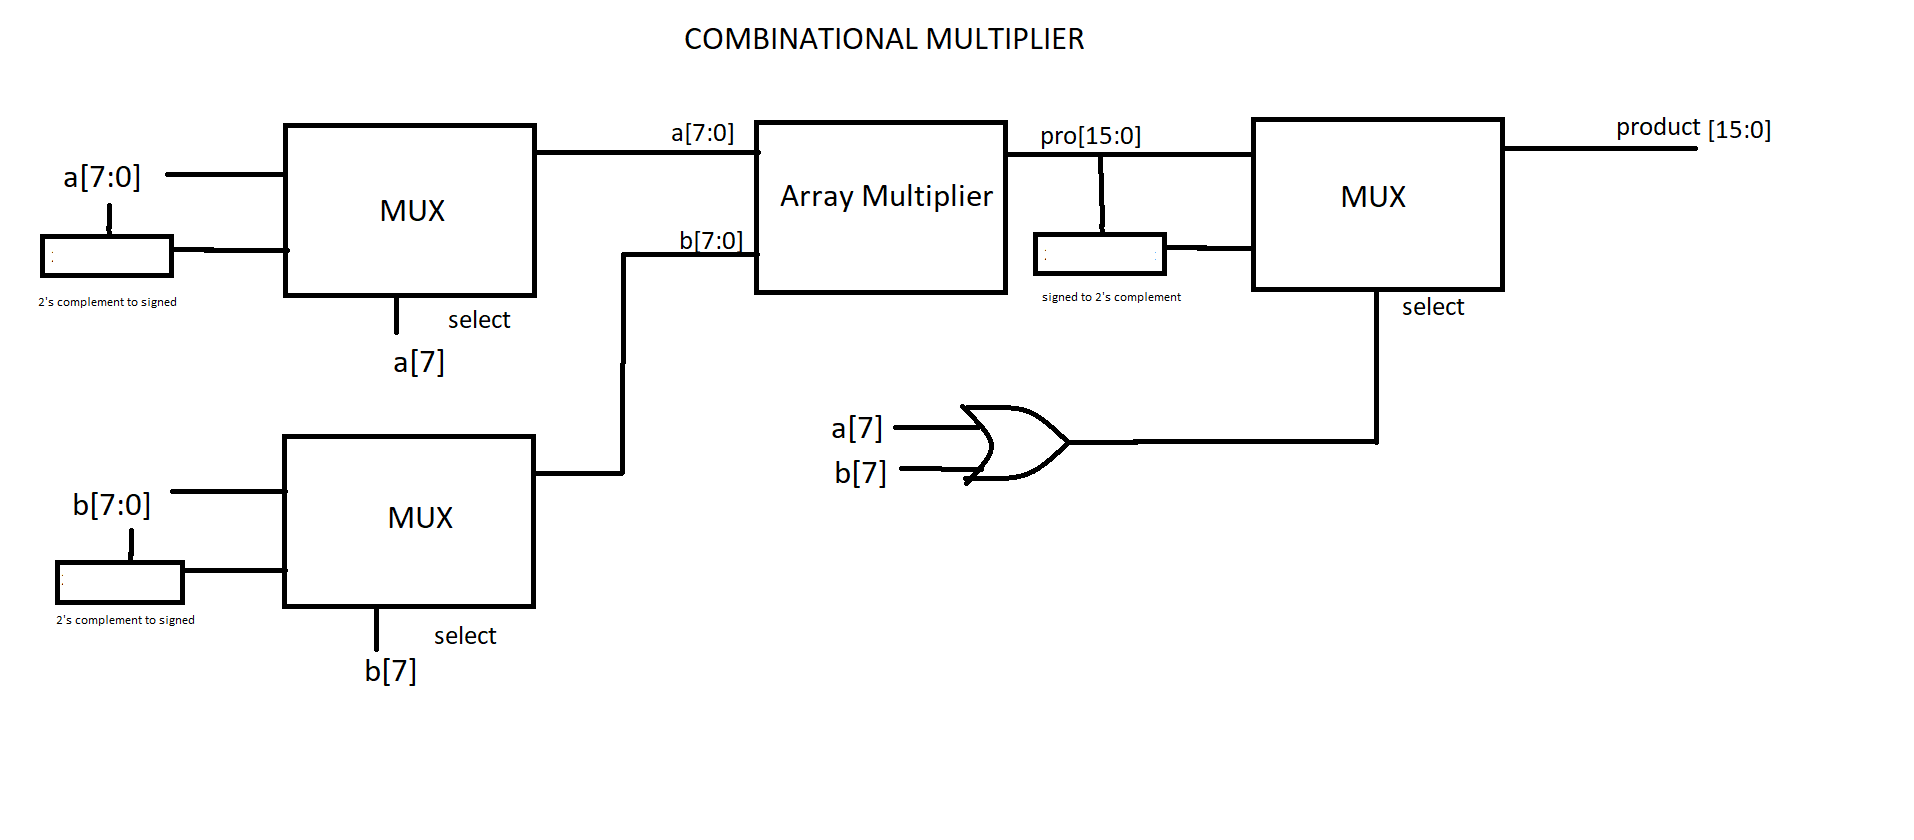 COMBINATIONAL MULTIPLIER
a[7:0]
2's complement to signed
MUX
select
a[7]
a[7:0]
b[7:0]
Array Multiplier
pro[15:0]
signed to 2's complement
MUX
select
product [15:0]
a[7]
b[7]
b[7:0]
2's complement to signed
MUX
select
b[7]